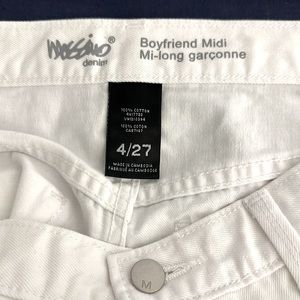 mossimo®
denim
Boyfriend Midi
Mi-long garçonne
100% COTTON
100% COTON
4/27
MADE IN CAMBODIA
FABRIQUÉ AU CAMBODGE
M